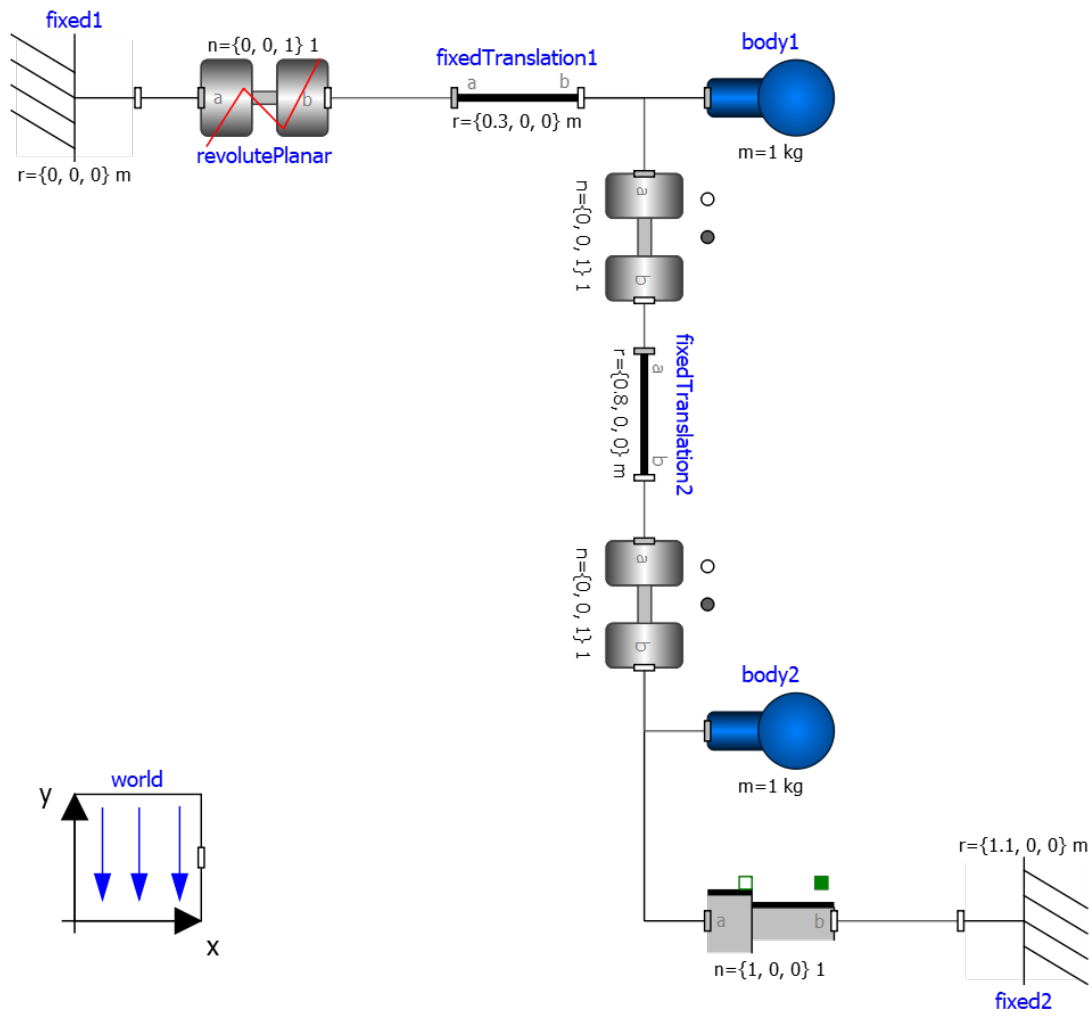 fixed1
n={0, 0, 1} 1
a
b
revolutePlanar
r={0, 0, 0} m
fixedTranslation1
a
b
r={0.3, 0, 0} m
body1
m=1 kg
n={0, 0, 1} 1
a
b
r={0.8, 0, 0} m
a
b
fixedTranslation2
n={0, 0, 1} 1
a
b
body2
m=1 kg
world
y
x
r={1.1, 0, 0} m
a
b
n={1, 0, 0} 1
fixed2